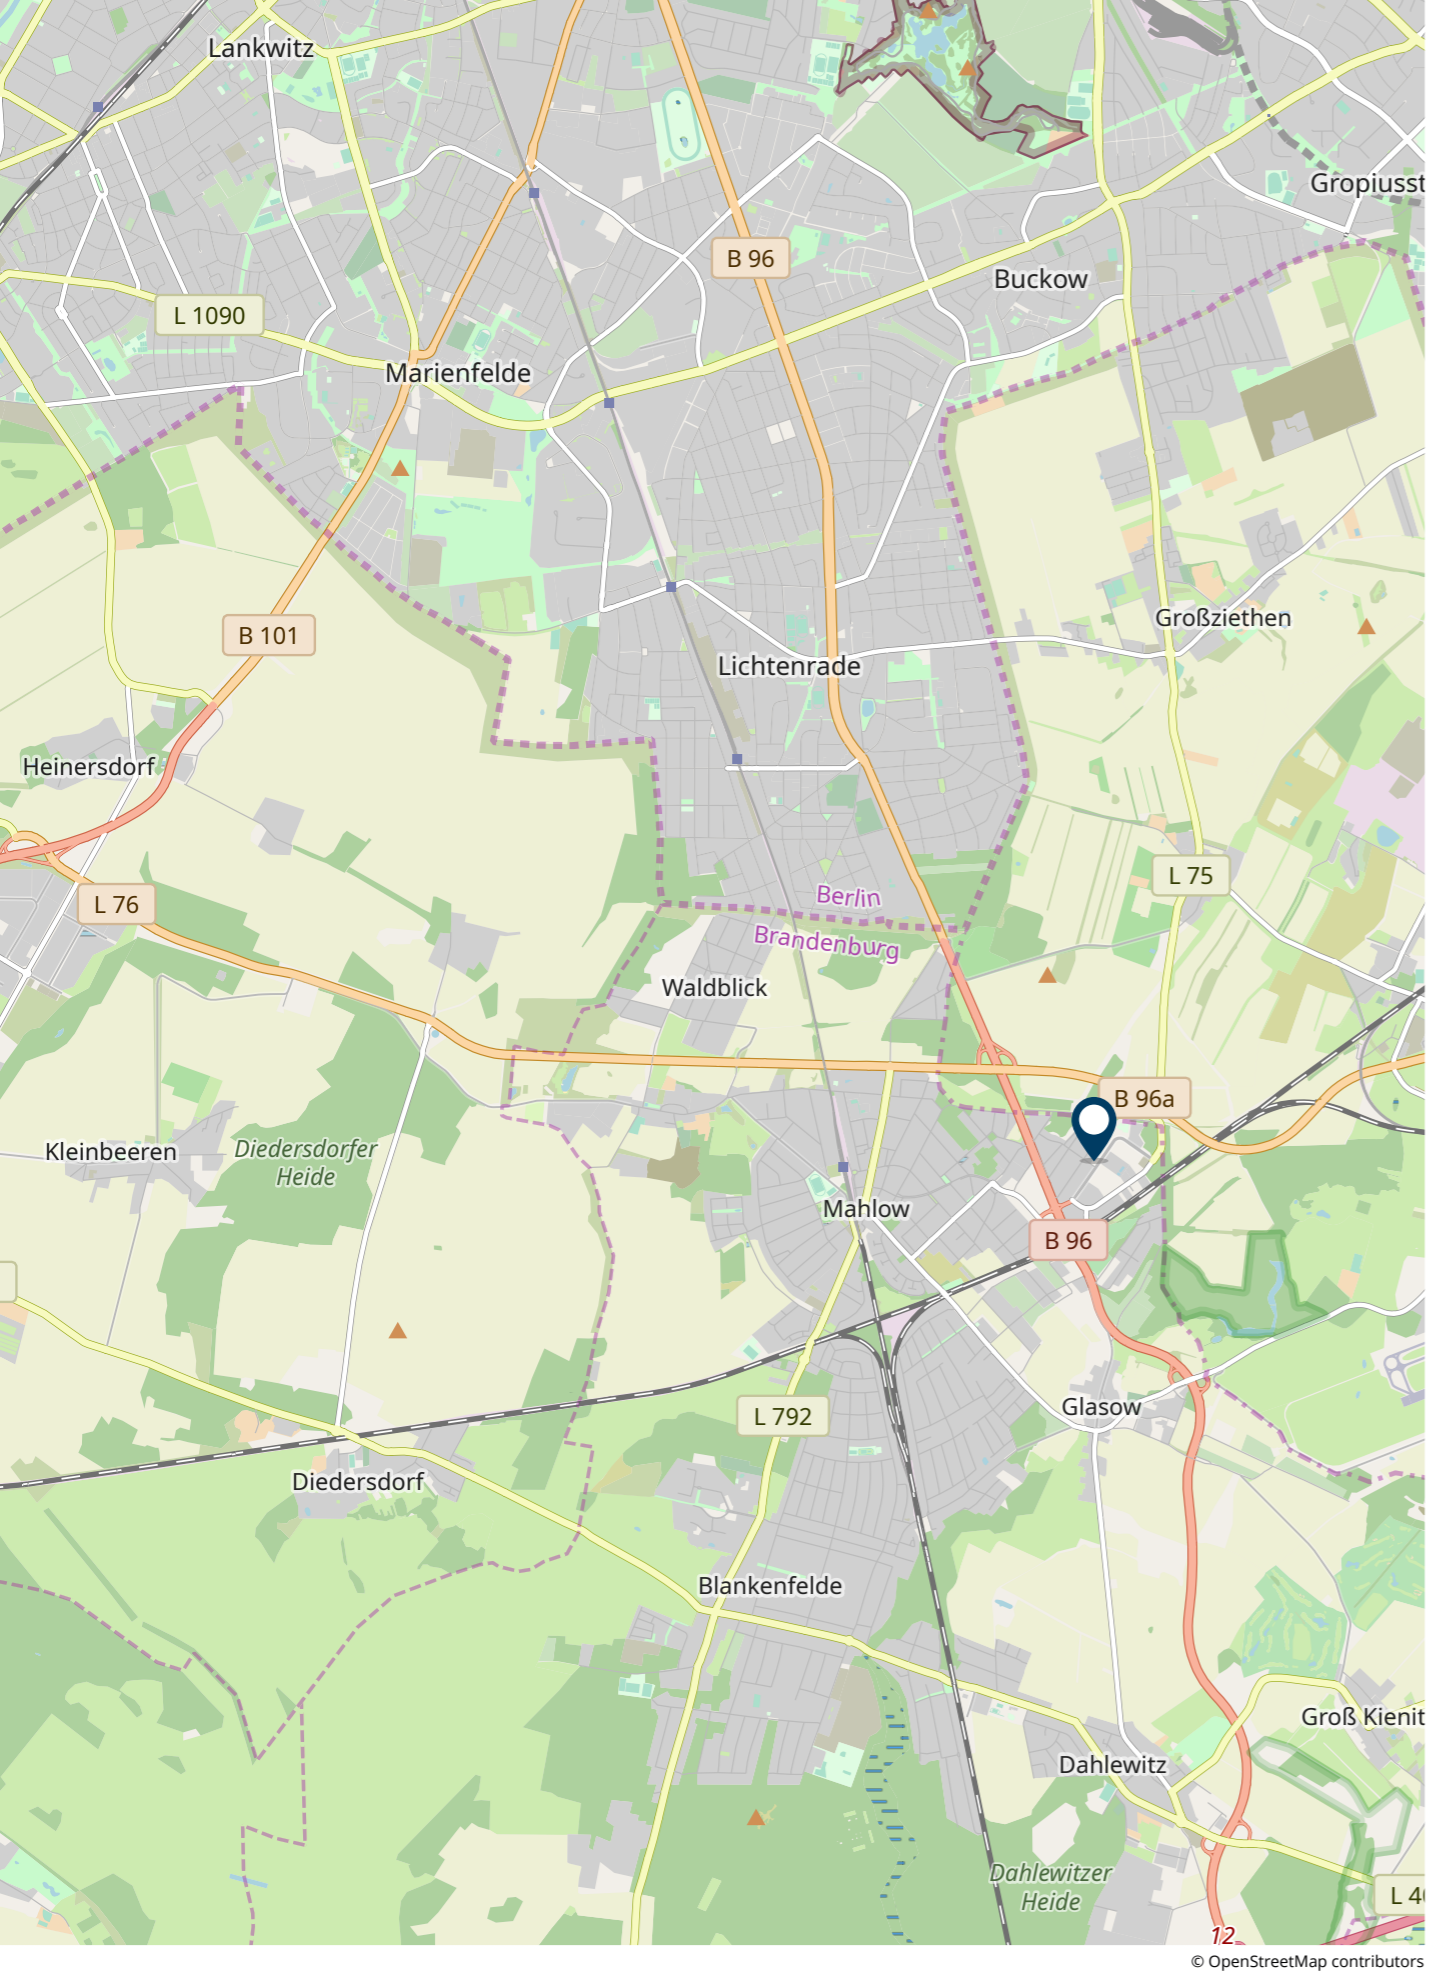 Lankwitz
Gropiusst
B 96
Buckow
L 1090
Marienfelde
Großziethen
B 101
Lichtenrade
Heinersdorf
L 75
Berlin
L 76
Brandenburg
Waldblick
B 96a
Kleinbeeren
Diedersdorfer
Heide
Mahlow
B 96
Glasow
L 792
Diedersdorf
Blankenfelde
Groß Kienit
Dahlewitz
Dahlewitzer
Heide
L 4
12
© OpenStreetMap contributors